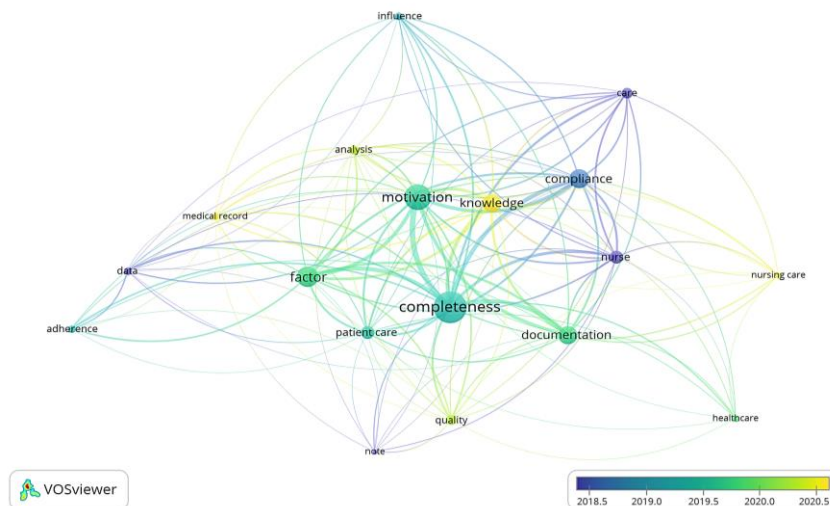 influence
care
analysis
compliance
motivation
knowledge
medical record
nurse
data
factor
nursing care
completeness
adherence
patient care
documentation
quality
healthcare
note
VOSviewer
2018.5 2019.0 2019.5 2020.0 2020.5